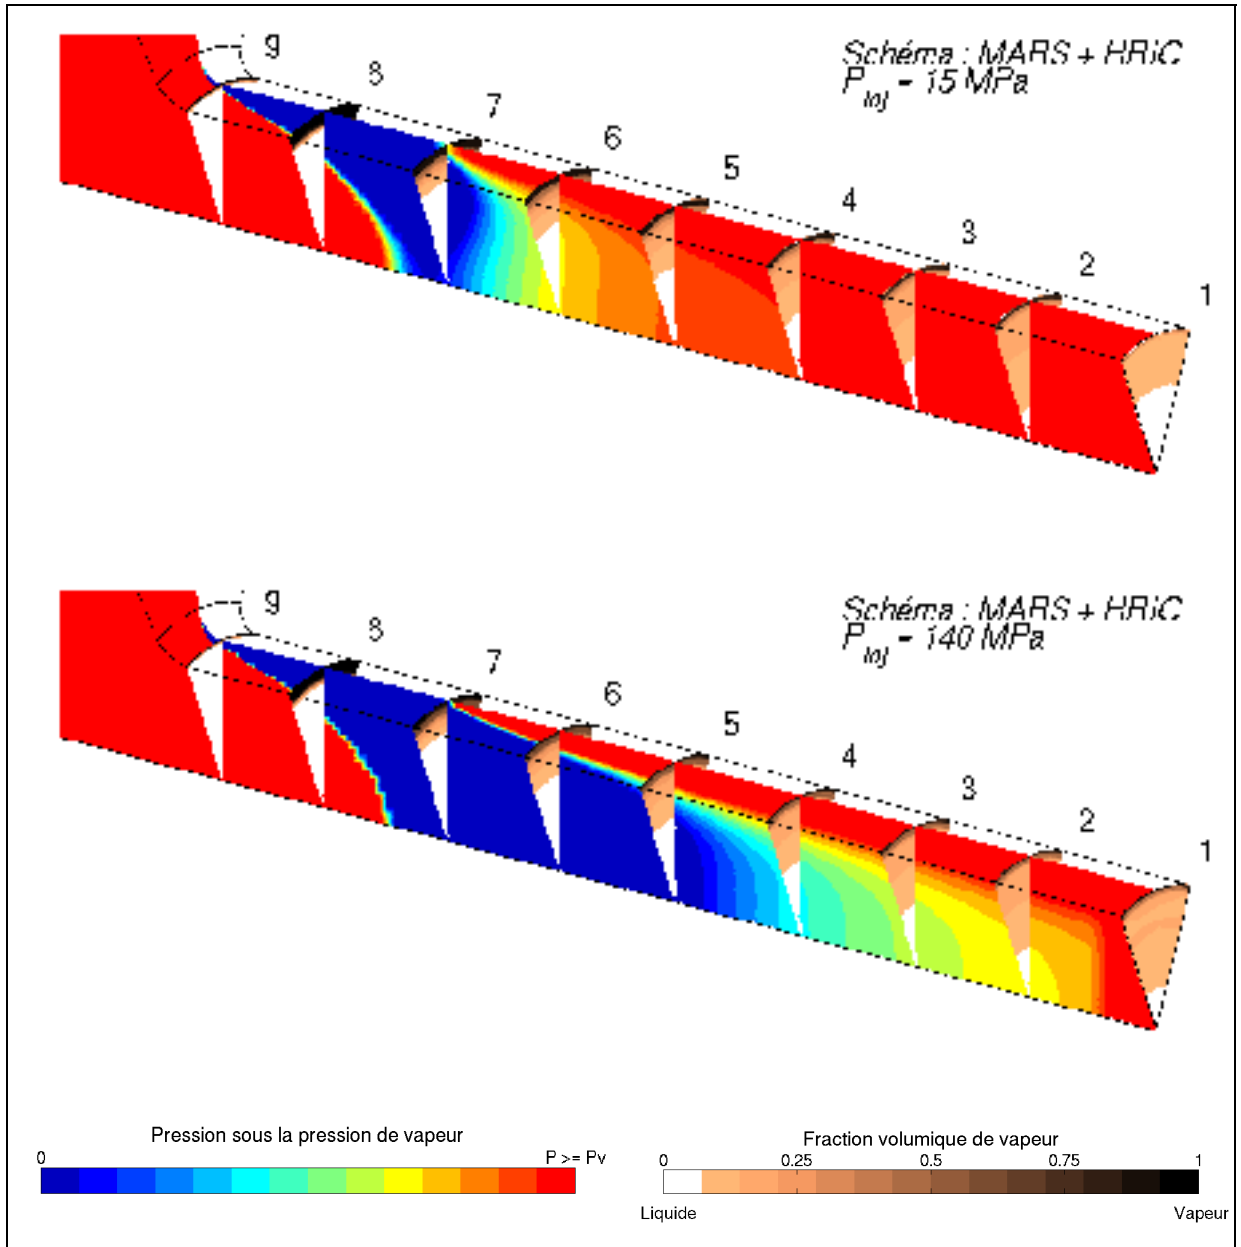 Schéma : MARS + HRIC
P_inj = 15 MPa
9
8
7
6
5
4
3
2
1
Schéma : MARS + HRIC
P_inj = 140 MPa
9
8
7
6
5
4
3
2
1
Pression sous la pression de vapeur
0 P >= Pv
Fraction volumique de vapeur
0 0.25 0.5 0.75 1
Liquide Vapeur